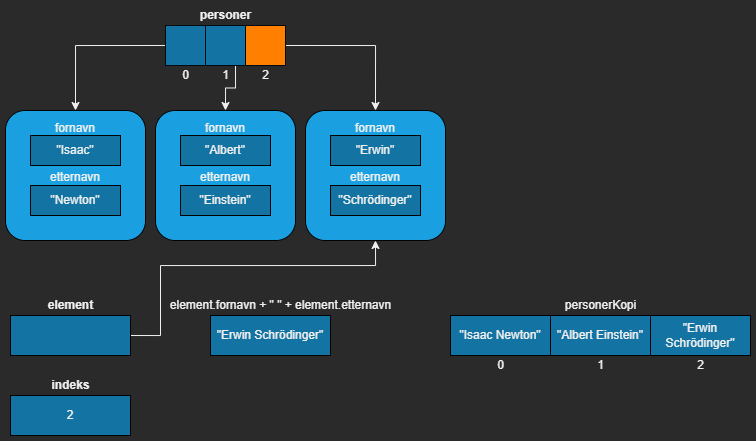 personer
0 1 2
fornavn fornavn fornavn
"Isaac" "Albert" "Erwin"
etternavn etternavn etternavn
"Newton" "Einstein" "Schrödinger"
element
element.fornavn + " " + element.etternavn
personerKopi
"Erwin Schrödinger"
"Isaac Newton" "Albert Einstein" "Erwin
Schrödinger"
0 1 2
indeks
2